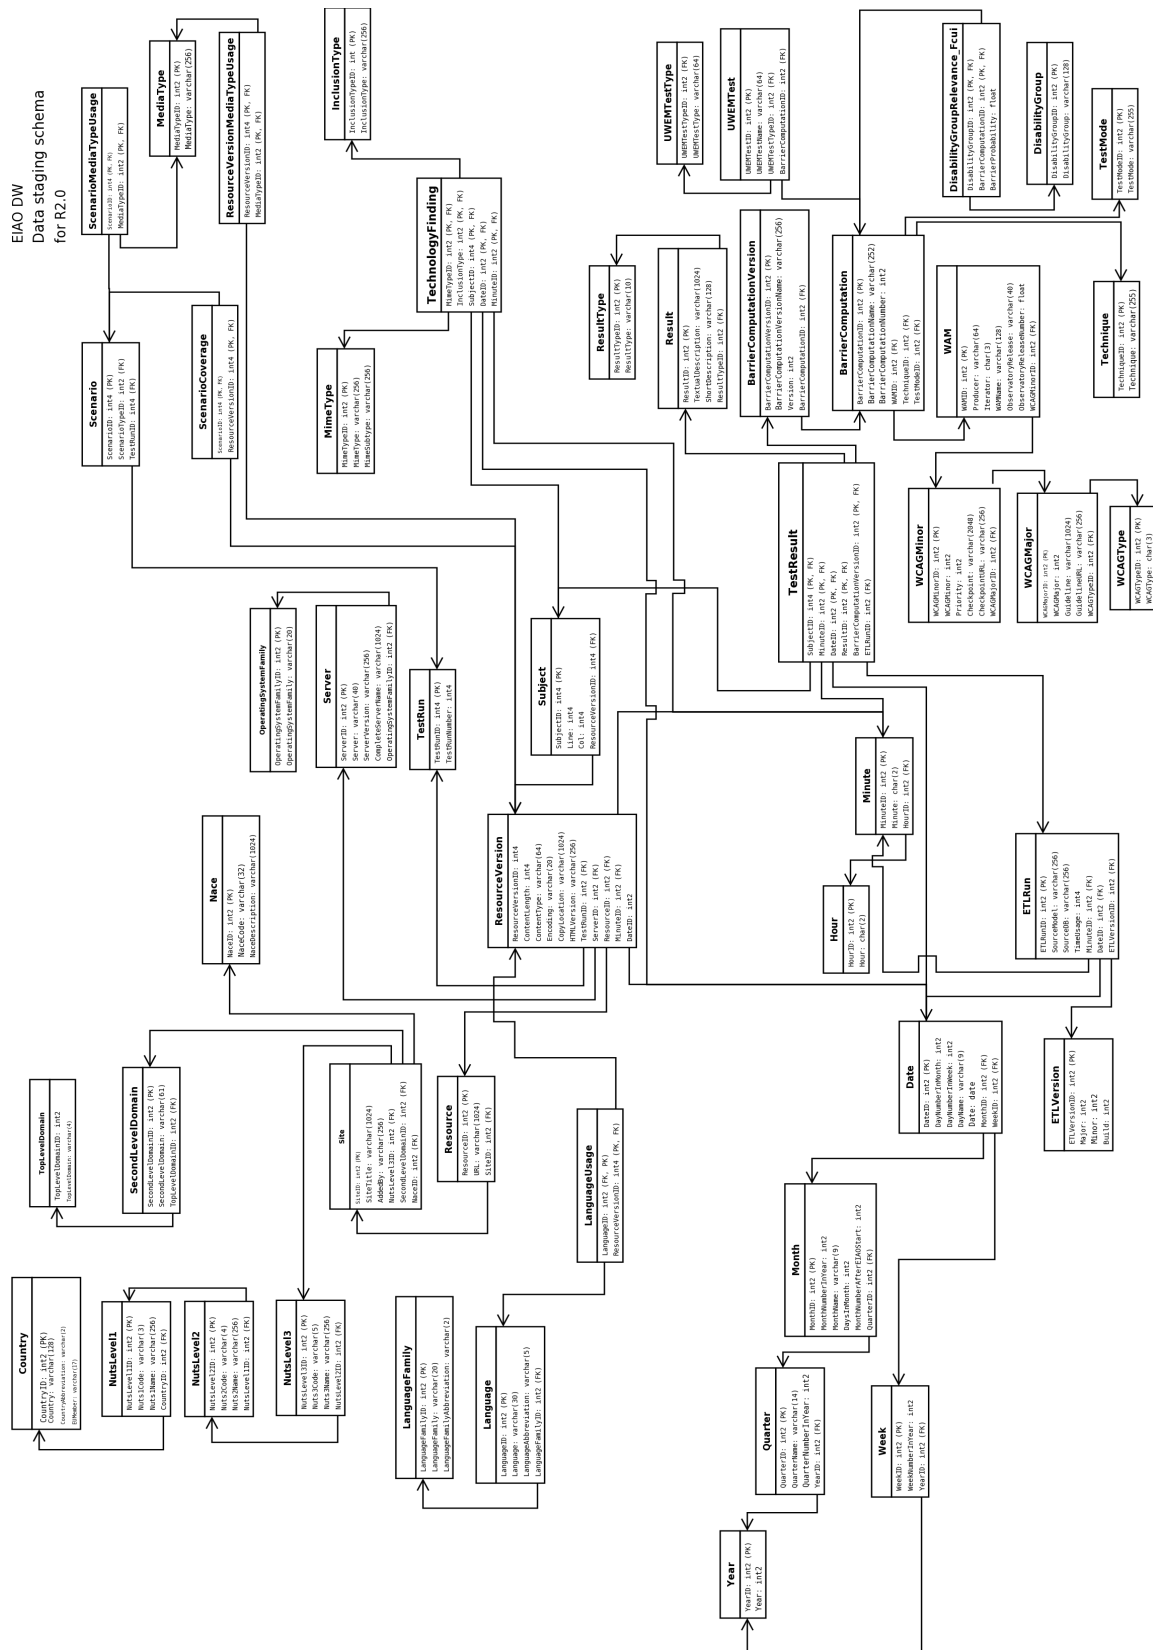 EIAO DW
Data staging schema
for R2.0
ScenarioMediaTypeUsage
ScenarioID: int4 (PK, FK)
MediaTypeID: int2 (PK, FK)
MediaType
MediaTypeID: int2 (PK)
MediaType: varchar(256)
ResourceVersionMediaTypeUsage
ResourceVersionID: int4 (PK, FK)
MediaTypeID: int2 (PK, FK)
InclusionType
InclusionTypeID: int (PK)
InclusionType: varchar(256)
Scenario
ScenarioID: int4 (PK)
ScenarioTypeID: int2 (FK)
TestRunID: int4 (FK)
ScenarioCoverage
ScenarioID: int4 (PK, FK)
ResourceVersionID: int4 (PK, FK)
MimeType
MimeTypeID: int2 (PK)
MimeType: varchar(256)
MimeSubtype: varchar(256)
TechnologyFinding
MimeTypeID: int2 (PK, FK)
InclusionType: int2 (PK, FK)
SubjectID: int4 (PK, FK)
DateID: int2 (PK, FK)
MinuteID: int2 (PK, FK)
UWEMTestType
UWEMTestTypeID: int2 (FK)
UWEMTestType: varchar(64)
UWEMTest
UWEMTestID: int2 (PK)
UWEMTestName: varchar(64)
UWEMTestTypeID: int2 (FK)
BarrierComputationID: int2 (FK)
DisabilityGroupRelevance_Fcui
DisabilityGroupID: int2 (PK, FK)
BarrierComputationID: int2 (PK, FK)
BarrierProbability: float
DisabilityGroup
DisabilityGroupID: int2 (PK)
DisabilityGroup: varchar(128)
TestMode
TestModeID: int2 (PK)
TestMode: varchar(255)
ResultType
ResultTypeID: int2 (PK)
ResultType: varchar(10)
Result
ResultID: int2 (PK)
TextualDescription: varchar(1024)
ShortDescription: varchar(128)
ResultTypeID: int2 (FK)
BarrierComputationVersion
BarrierComputationVersionID: int2 (PK)
BarrierComputationVersionName: varchar(256)
Version: int2
BarrierComputationID: int2 (FK)
BarrierComputation
BarrierComputationID: int2 (PK)
BarrierComputationName: varchar(252)
BarrierComputationNumber: int2
WAMID: int2 (FK)
TechniqueID: int2 (FK)
TestModeID: int2 (FK)
WAM
WAMID: int2 (PK)
Producer: varchar(64)
Iterator: char(3)
WAMName: varchar(128)
ObservatoryRelease: varchar(40)
ObservatoryReleaseNumber: float
WCAGMinorID: int2 (FK)
Technique
TechniqueID: int2 (PK)
Technique: varchar(255)
OperatingSystemFamily
OperatingSystemFamilyID: int2 (PK)
OperatingSystemFamily: varchar(20)
Server
ServerID: int2 (PK)
Server: varchar(40)
ServerVersion: varchar(256)
CompleteServerName: varchar(1024)
OperatingSystemFamilyID: int2 (FK)
TestRun
TestRunID: int4 (PK)
TestRunNumber: int4
Subject
SubjectID: int4 (PK)
Line: int4
Col: int4
ResourceVersionID: int4 (FK)
TestResult
SubjectID: int4 (PK, FK)
MinuteID: int2 (PK, FK)
DateID: int2 (PK, FK)
ResultID: int2 (PK, FK)
BarrierComputationVersionID: int2 (PK, FK)
ETLRunID: int2 (FK)
WCAGMinor
WCAGMinorID: int2 (PK)
WCAGMinor: int2
Priority: int2
Checkpoint: varchar(2048)
CheckpointURL: varchar(256)
WCAGMajorID: int2 (FK)
WCAGMajor
WCAGMajorID: int2 (PK)
WCAGMajor: int2
Guideline: varchar(1024)
GuidelineURL: varchar(256)
WCAGTypeID: int2 (FK)
WCAGType
WCAGTypeID: int2 (PK)
WCAGType: char(3)
Nace
NaceID: int2 (PK)
NaceCode: varchar(32)
NaceDescription: varchar(1024)
ResourceVersion
ResourceVersionID: int4
ContentLength: int4
ContentType: varchar(64)
Encoding: varchar(20)
CopyLocation: varchar(1024)
HTMLVersion: varchar(256)
TestRunID: int2 (FK)
ServerID: int2 (FK)
ResourceID: int2 (FK)
MinuteID: int2 (FK)
DateID: int2
Minute
MinuteID: int2 (PK)
Minute: char(2)
HourID: int2 (FK)
Hour
HourID: int2 (PK)
Hour: char(2)
ETLRun
ETLRunID: int2 (PK)
SourceModel: varchar(256)
SourceDB: varchar(256)
TimeUsage: int4
MinuteID: int2 (FK)
DateID: int2 (FK)
ETLVersionID: int2 (FK)
TopLevelDomain
TopLevelDomainID: int2
TopLevelDomain: varchar(4)
SecondLevelDomain
SecondLevelDomainID: int2 (PK)
SecondLevelDomain: varchar(61)
TopLevelDomainID: int2 (FK)
Site
SiteID: int2 (PK)
SiteTitle: varchar(1024)
AddedBy: varchar(256)
NutsLevel3ID: int2 (FK)
SecondLevelDomainID: int2 (FK)
NaceID: int2 (FK)
Resource
ResourceID: int2 (PK)
URL: varchar(1024)
SiteID: int2 (FK)
LanguageUsage
LanguageID: int2 (FK, PK)
ResourceVersionID: int4 (PK, FK)
Date
DateID: int2 (PK)
DayNumberInMonth: int2
DayNumberInWeek: int2
DayName: varchar(9)
Date: date
MonthID: int2 (FK)
WeekID: int2 (FK)
ETLVersion
ETLVersionID: int2 (PK)
Major: int2
Minor: int2
Build: int2
Country
CountryID: int2 (PK)
Country: varchar(128)
CountryAbbreviation: varchar(2)
EUMember: varchar(17)
NutsLevel1
NutsLevel1ID: int2 (PK)
Nuts1Code: varchar(3)
Nuts1Name: varchar(256)
CountryID: int2 (FK)
NutsLevel2
NutsLevel2ID: int2 (PK)
Nuts2Code: varchar(4)
Nuts2Name: varchar(256)
NutsLevel1ID: int2 (FK)
NutsLevel3
NutsLevel3ID: int2 (PK)
Nuts3Code: varchar(5)
Nuts3Name: varchar(256)
NutsLevel2ID: int2 (FK)
LanguageFamily
LanguageFamilyID: int2 (PK)
LanguageFamily: varchar(20)
LanguageFamilyAbbreviation: varchar(2)
Language
LanguageID: int2 (PK)
Language: varchar(30)
LanguageAbbreviation: varchar(5)
LanguageFamilyID: int2 (FK)
Month
MonthID: int2 (PK)
MonthNumberInYear: int2
MonthName: varchar(9)
DaysInMonth: int2
MonthNumberAfterEIAOStart: int2
QuarterID: int2 (FK)
Quarter
QuarterID: int2 (PK)
QuarterName: varchar(14)
QuarterNumberInYear: int2
YearID: int2 (FK)
Week
WeekID: int2 (PK)
WeekNumberInYear: int2
YearID: int2 (FK)
Year
YearID: int2 (PK)
Year: int2